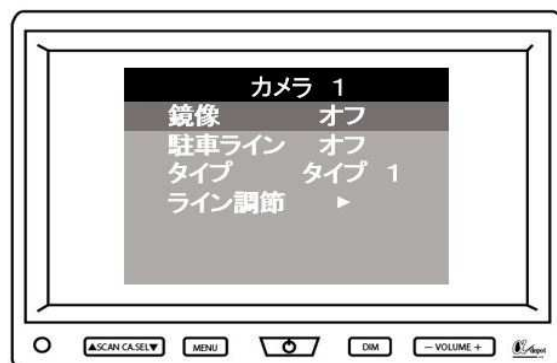 カメラ 1
鏡像 オフ
駐車ライン オフ
タイプ タイプ 1
ライン調節 ►
▲SCAN CA.SEL▼ MENU DIM − VOLUME +